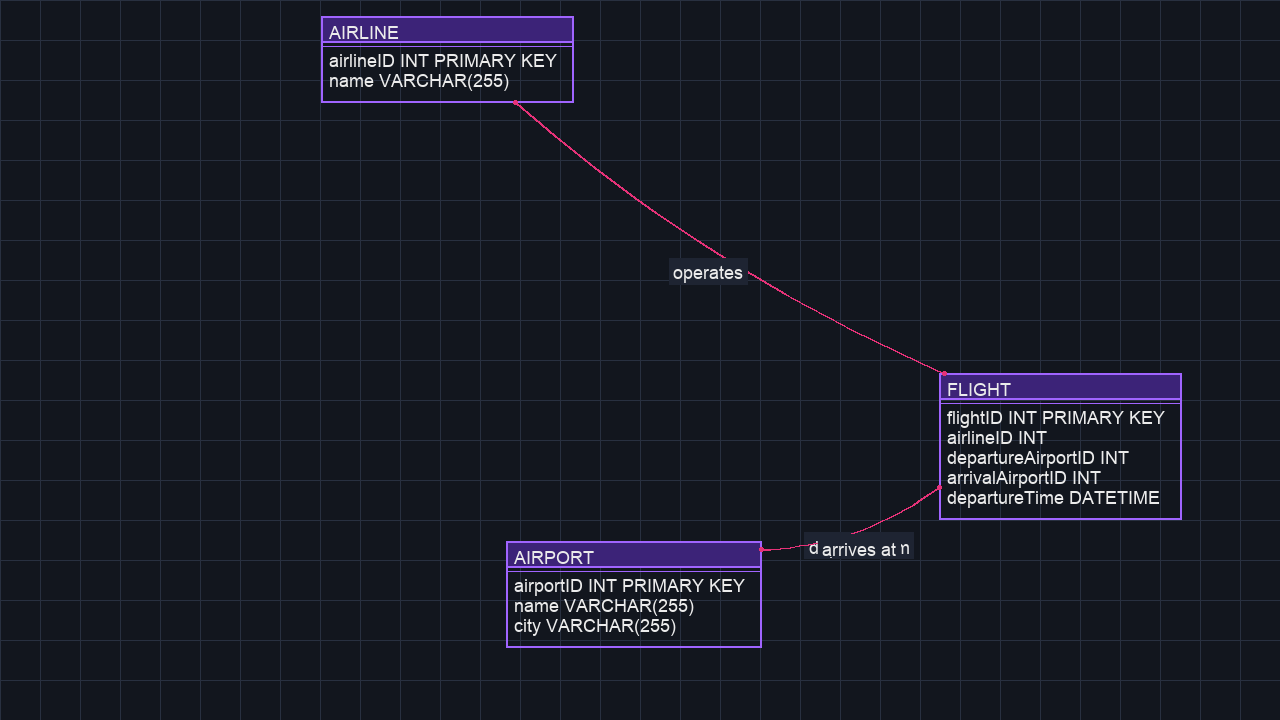 AIRLINE
airlineID INT PRIMARY KEY
name VARCHAR(255)
operates
FLIGHT
flightID INT PRIMARY KEY
airlineID INT
departureAirportID INT
arrivalAirportID INT
departureTime DATETIME
arrives at
AIRPORT
airportID INT PRIMARY KEY
name VARCHAR(255)
city VARCHAR(255)